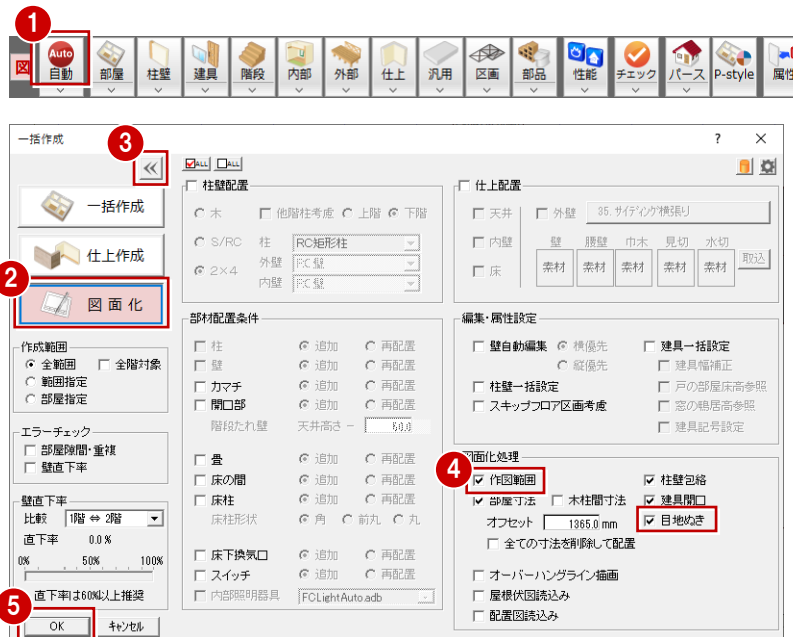 1
図
Auto
自動 部屋 柱壁 建具 階段 内部 外部 仕上 汎用 区画 部品 性能 チェック パース P-style 属性
一括作成 ? ×
3
≪ ALL ALL
一括作成
仕上作成
2
図面化
作成範囲
全範囲 全階対象
範囲指定
部屋指定
エラーチェック
部屋隙間・重複
壁直下率
壁直下率
比較 1階 ⇔ 2階
直下率 0.0 %
0% 50% 100%
直下率は60%以上推奨
5
OK キャンセル
柱壁配置
木 他階柱考慮 上階 下階
S/RC 柱 RC矩形柱
2×4 外壁 RC壁
内壁 RC壁
部材配置条件
柱 追加 再配置
壁 追加 再配置
カマチ 追加 再配置
開口部 追加 再配置
階段たれ壁 天井高さ － 60.0
畳 追加 再配置
床の間 追加 再配置
床柱 追加 再配置
床柱形状 角 前丸 丸
床下換気口 追加 再配置
スイッチ 追加 再配置
内部照明器具 FCLightAuto.adb
仕上配置
天井 外壁 35. サイディング横張り
内壁 壁 腰壁 巾木 見切 水切
床 素材 素材 素材 素材 素材 取込
編集・属性設定
壁自動編集 横優先 建具一括設定
縦優先 建具幅補正
柱壁一括設定 戸の部屋床高参照
スキップフロア区画考慮 窓の鴨居高参照
建具記号設定
図面化処理
4
作図範囲 柱壁包絡
部屋寸法 木柱間寸法 建具開口
オフセット 1365.0 mm 目地ぬき
全ての寸法を削除して配置
オーバーハングライン描画
屋根伏図読込み
配置図読込み